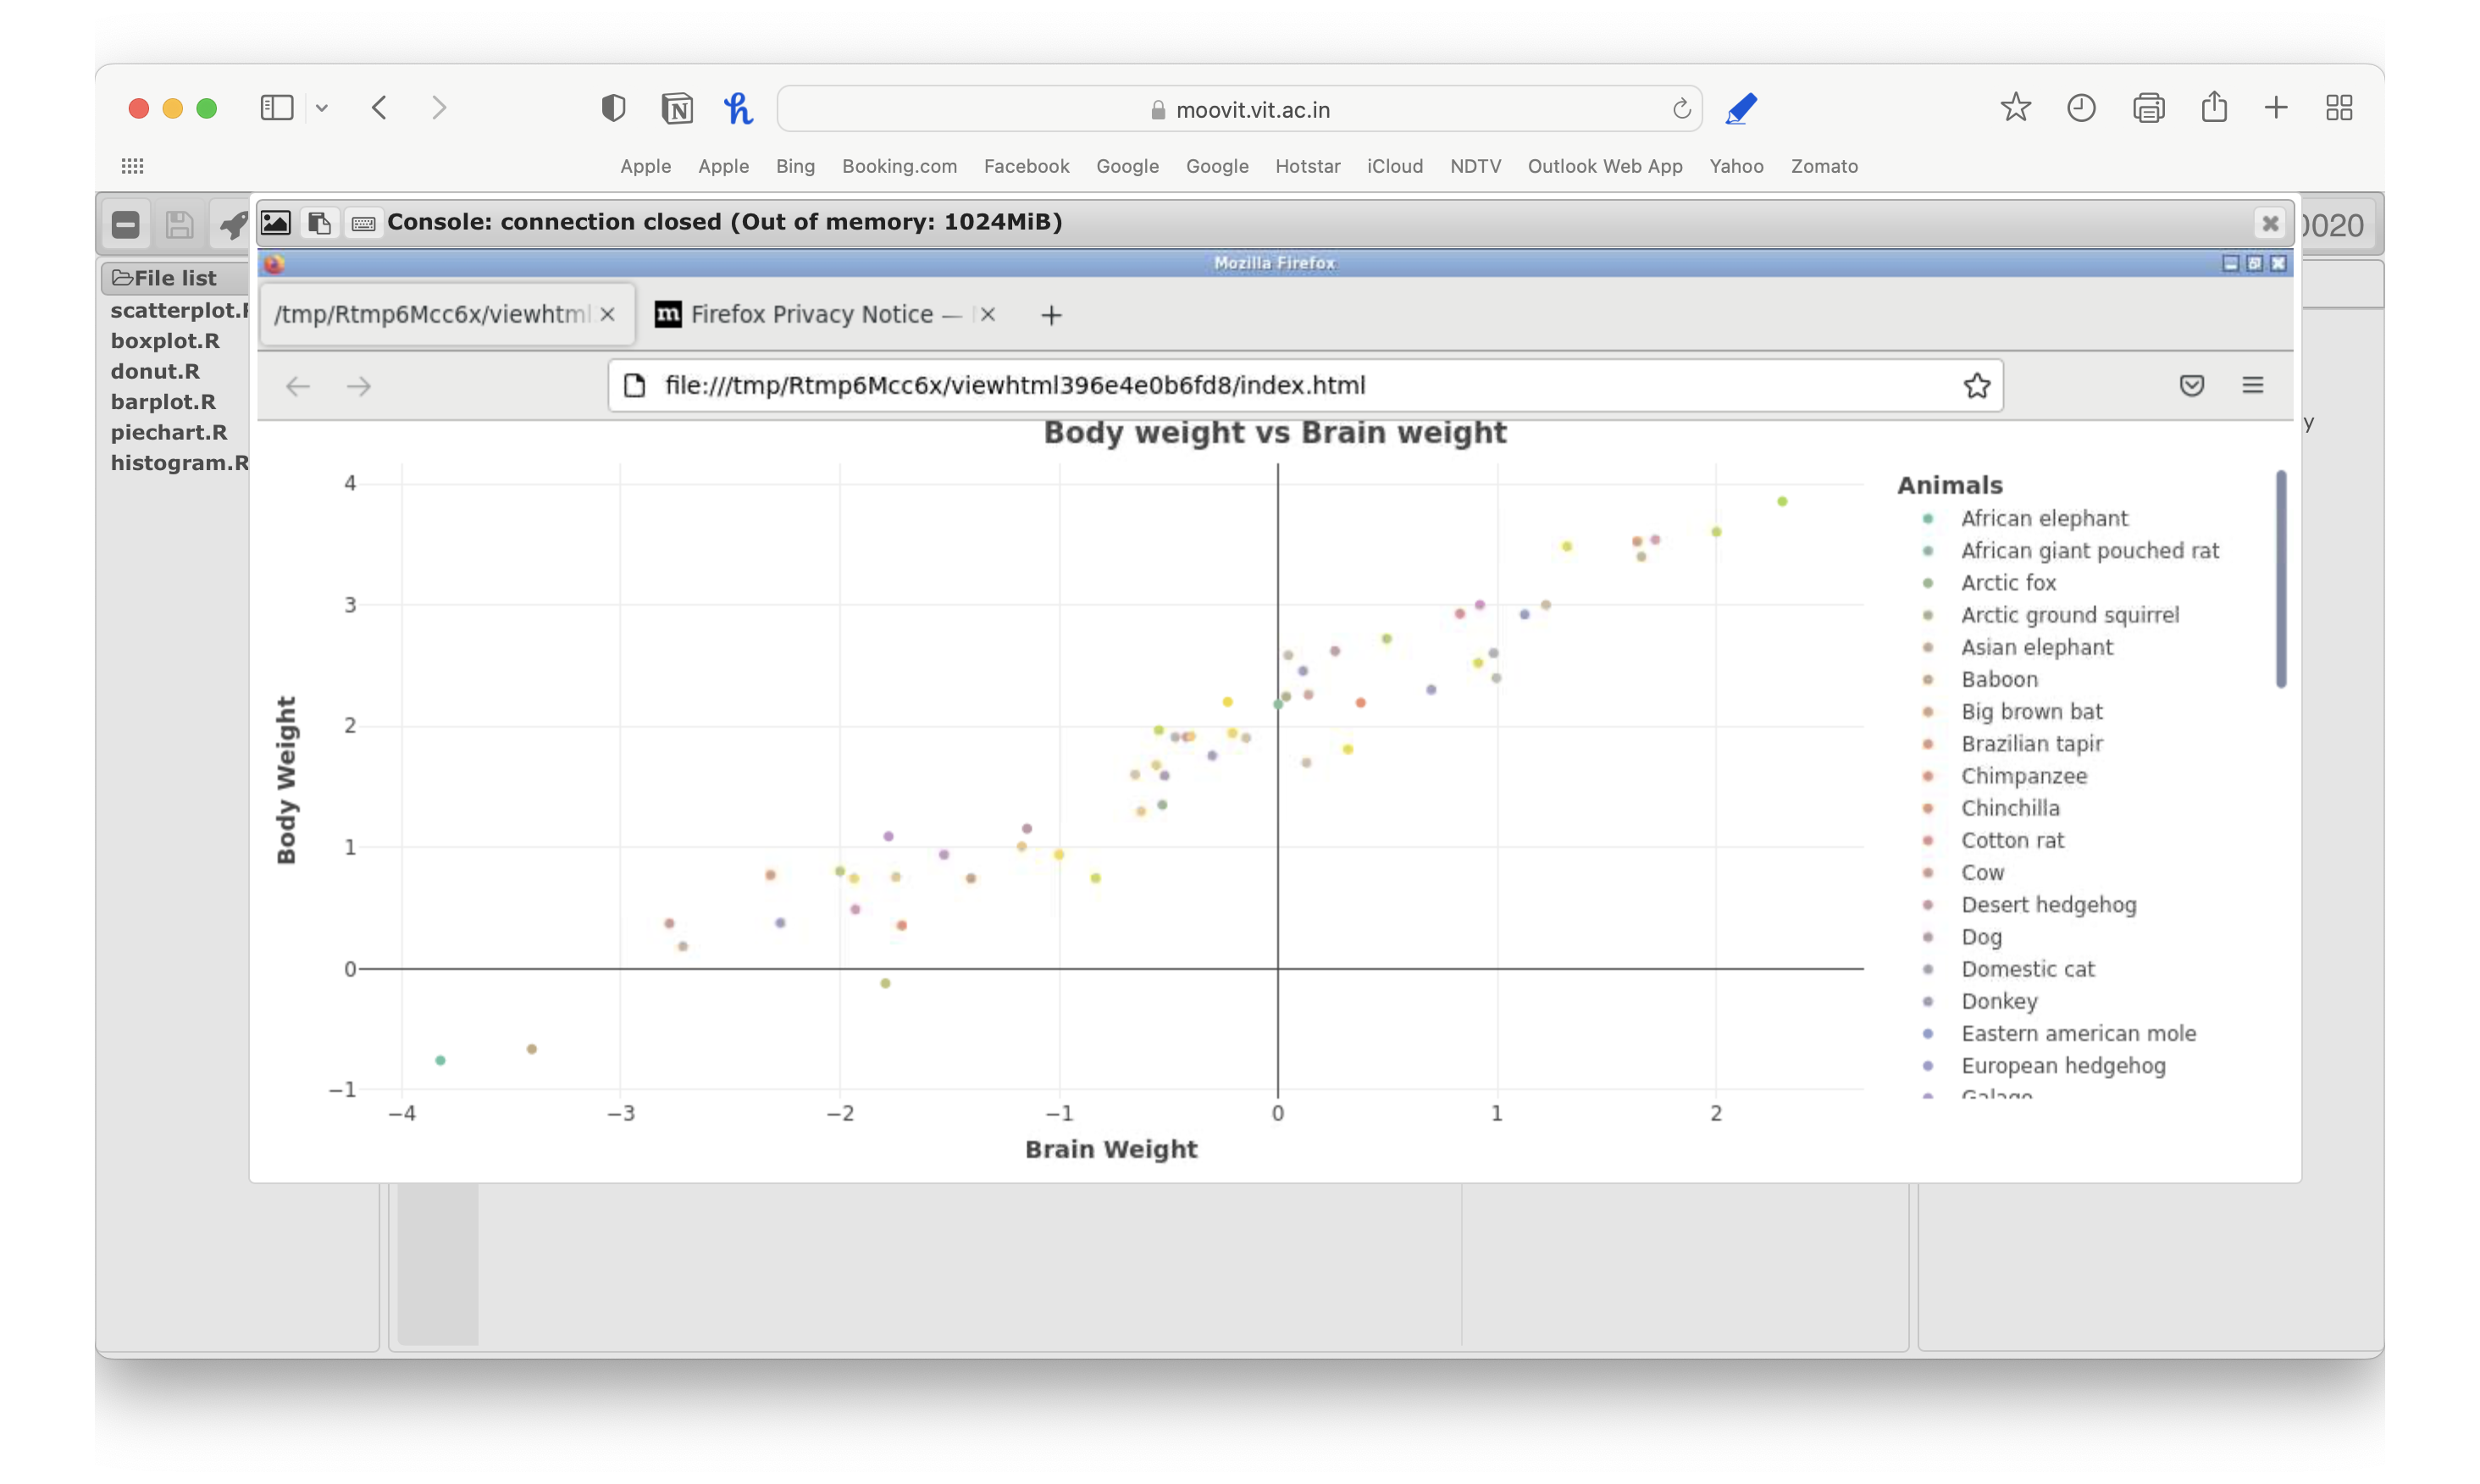 moovit.vit.ac.in
Apple Apple Bing Booking.com Facebook Google Google Hotstar iCloud NDTV Outlook Web App Yahoo Zomato
Console: connection closed (Out of memory: 1024MiB)
0020
Mozilla Firefox
File list
scatterplot.R
boxplot.R
donut.R
barplot.R
piechart.R
histogram.R
/tmp/Rtmp6Mcc6x/viewhtml
Firefox Privacy Notice —
file:///tmp/Rtmp6Mcc6x/viewhtml396e4e0b6fd8/index.html
y
Body weight vs Brain weight
4
3
2
1
0
−1
Body Weight
−4 −3 −2 −1 0 1 2
Brain Weight
Animals
African elephant
African giant pouched rat
Arctic fox
Arctic ground squirrel
Asian elephant
Baboon
Big brown bat
Brazilian tapir
Chimpanzee
Chinchilla
Cotton rat
Cow
Desert hedgehog
Dog
Domestic cat
Donkey
Eastern american mole
European hedgehog
Galago